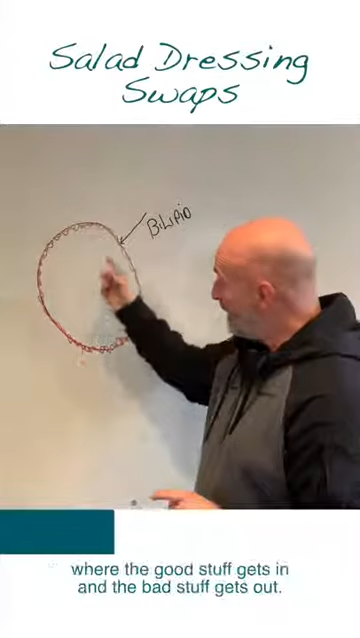 Salad Dressing
Swaps
BiLipid
where the good stuff gets in
and the bad stuff gets out.